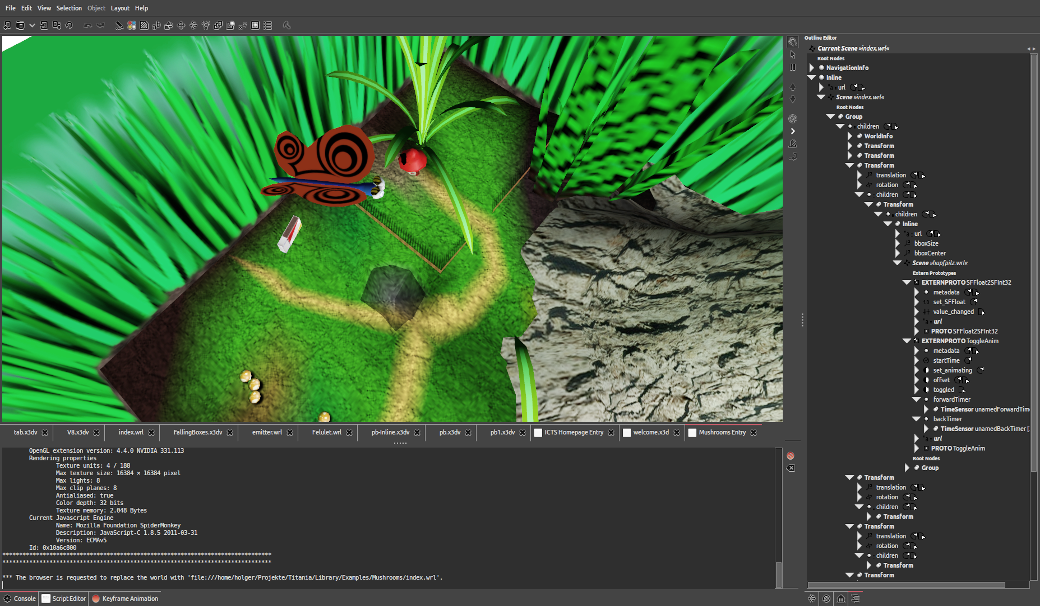 File Edit View Selection Object Layout Help
Outline Editor
Current Scene »index.wrl«
Root Nodes
NavigationInfo
Inline
url
Scene »index.wrl«
Root Nodes
Group
children
WorldInfo
Transform
Transform
Transform
translation
rotation
children
Transform
children
Inline
url
bboxSize
bboxCenter
Extern Prototypes
EXTERNPROTO SFFloat2SFInt32
metadata
set_SFFloat
value_changed
url
PROTO SFFloat2SFInt32
EXTERNPROTO ToggleAnim
metadata
startTime
set_animating
offset
toggled
forwardTimer
TimeSensor unamedForwardTim
backTimer
TimeSensor unamedBackTimer [
url
PROTO ToggleAnim
Root Nodes
Group
Transform
translation
rotation
children
Transform
Transform
translation
rotation
children
Transform
Transform
tab.x3dv V8.x3dv index.wrl FallingBoxes.x3dv emitter.wrl Felulet.wrl pb-inline.x3dv pb.x3dv pb1.x3dv ICTS Homepage Entry welcome.x3d Mushrooms Entry
OpenGL extension version: 4.4.0 NVIDIA 331.113
Rendering properties
Texture units: 4 / 180
Max texture size: 16384 × 16384 pixel
Max lights: 8
Max clip planes: 8
Antialiased: true
Color depth: 32 bits
Texture memory: 2.048 Bytes
Current Javascript Engine
Name: Mozilla Foundation SpiderMonkey
Description: JavaScript-C 1.8.5 2011-03-31
Version: ECMAv5
Id: 0x10a6c800
*** The browser is requested to replace the world with 'file:///home/holger/Projekte/Titania/Library/Examples/Mushrooms/index.wrl'.
Console Script Editor Keyframe Animation